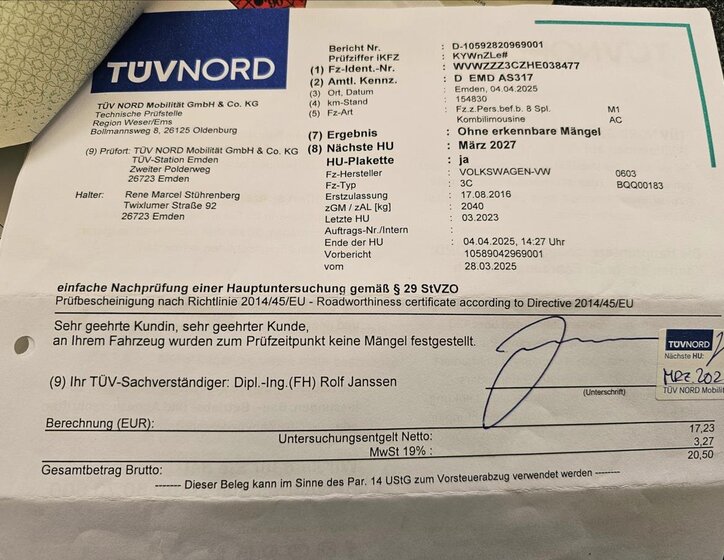 TÜVNORD
TÜV NORD Mobilität GmbH & Co. KG
Technische Prüfstelle
Region Weser/Ems
Bollmannsweg 8, 26125 Oldenburg
(9) Prüfort: TÜV NORD Mobilität GmbH & Co. KG
TÜV-Station Emden
Zweiter Polderweg
26723 Emden
Halter: Rene Marcel Stührenberg
Twixlumer Straße 92
26723 Emden
Bericht Nr. : D-10592820969001
Prüfziffer iKFZ : KYWnZLe#
(1) Fz-Ident.-Nr. : WVWZZZ3CZHE038477
(2) Amtl. Kennz. : D EMD AS317
(3) Ort, Datum : Emden, 04.04.2025
(4) km-Stand : 154830
(5) Fz-Art : Fz.z.Pers.bef.b. 8 Spl. M1
Kombilimousine AC
(7) Ergebnis : Ohne erkennbare Mängel
(8) Nächste HU : März 2027
HU-Plakette : ja
Fz-Hersteller : VOLKSWAGEN-VW 0603
Fz-Typ : 3C BQQ00183
Erstzulassung : 17.08.2016
zGM / zAL [kg] : 2040
Letzte HU : 03.2023
Auftrags-Nr./Intern :
Ende der HU : 04.04.2025, 14:27 Uhr
Vorbericht : 10589042969001
vom : 28.03.2025
einfache Nachprüfung einer Hauptuntersuchung gemäß § 29 StVZO
Prüfbescheinigung nach Richtlinie 2014/45/EU - Roadworthiness certificate according to Directive 2014/45/EU
Sehr geehrte Kundin, sehr geehrter Kunde,
an Ihrem Fahrzeug wurden zum Prüfzeitpunkt keine Mängel festgestellt.
(9) Ihr TÜV-Sachverständiger: Dipl.-Ing.(FH) Rolf Janssen
(Unterschrift)
TÜVNORD
Nächste HU:
MRZ. 202
TÜV NORD Mobilit
Berechnung (EUR):
Untersuchungsentgelt Netto: 17,23
MwSt 19% : 3,27
Gesamtbetrag Brutto: 20,50
------- Dieser Beleg kann im Sinne des Par. 14 UStG zum Vorsteuerabzug verwendet werden -------